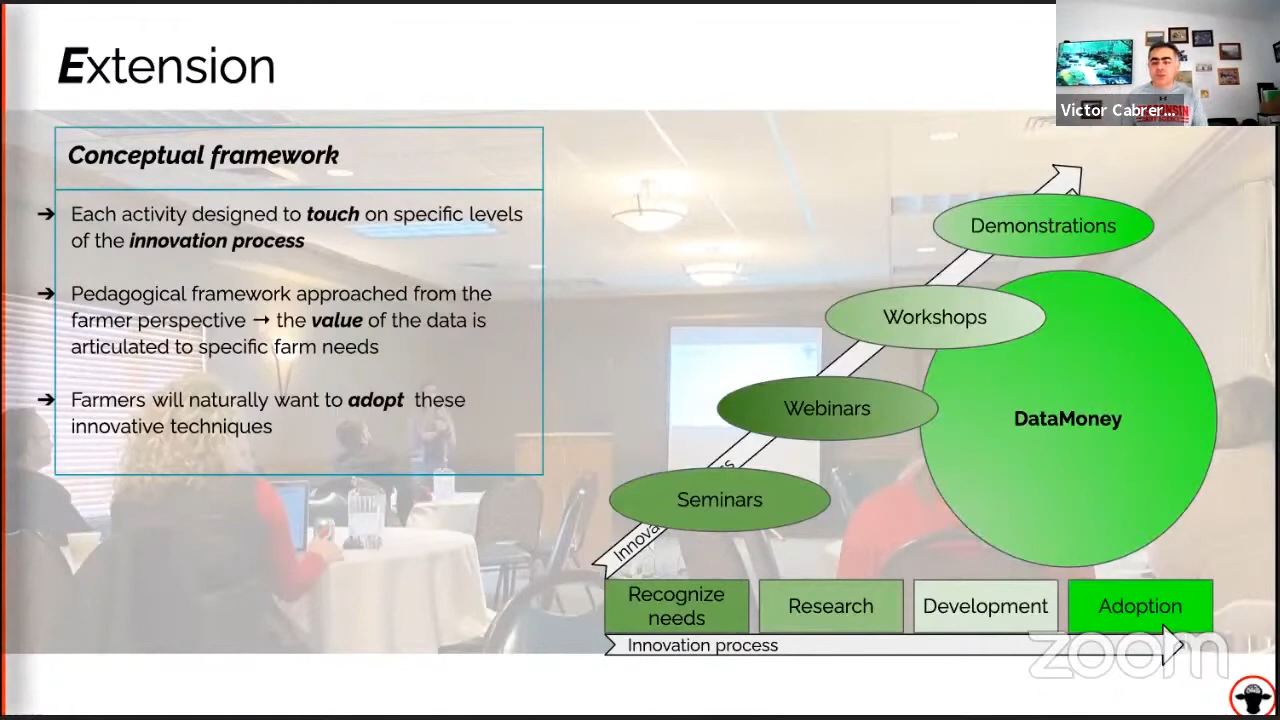 Extension
Victor Cabrer...
Conceptual framework
➔ Each activity designed to touch on specific levels
of the innovation process
➔ Pedagogical framework approached from the
farmer perspective → the value of the data is
articulated to specific farm needs
➔ Farmers will naturally want to adopt these
innovative techniques
Demonstrations
Workshops
Webinars
DataMoney
Seminars
Innova
s
Recognize
needs
Research
Development
Adoption
Innovation process
zoom